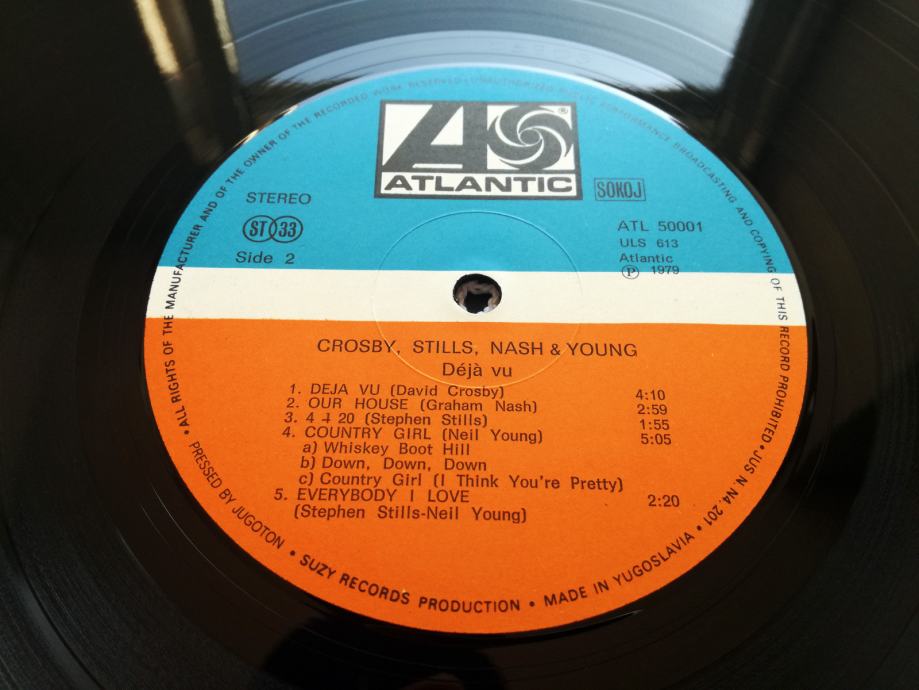 ALL RIGHTS OF THE MANUFACTURER AND OF THE OWNER OF THE RECORDED WORK RESERVED • UNAUTHORIZED PUBLIC PERFORMANCE BROADCASTING AND COPYING OF THIS RECORD PROHIBITED • JUS N.N4.201 •
ATLANTIC
®
STEREO
SOKOJ
ST 33
ATL 50001
ULS 613
Side 2
Atlantic
℗ 1979
CROSBY, STILLS, NASH & YOUNG
Déjà vu
1. DEJA VU (David Crosby) 4:10
2. OUR HOUSE (Graham Nash) 2:59
3. 4 + 20 (Stephen Stills) 1:55
4. COUNTRY GIRL (Neil Young) 5:05
a) Whiskey Boot Hill
b) Down, Down, Down
c) Country Girl (I Think You're Pretty)
5. EVERYBODY I LOVE 2:20
(Stephen Stills-Neil Young)
PRESSED BY JUGOTON • SUZY RECORDS PRODUCTION • MADE IN YUGOSLAVIA •